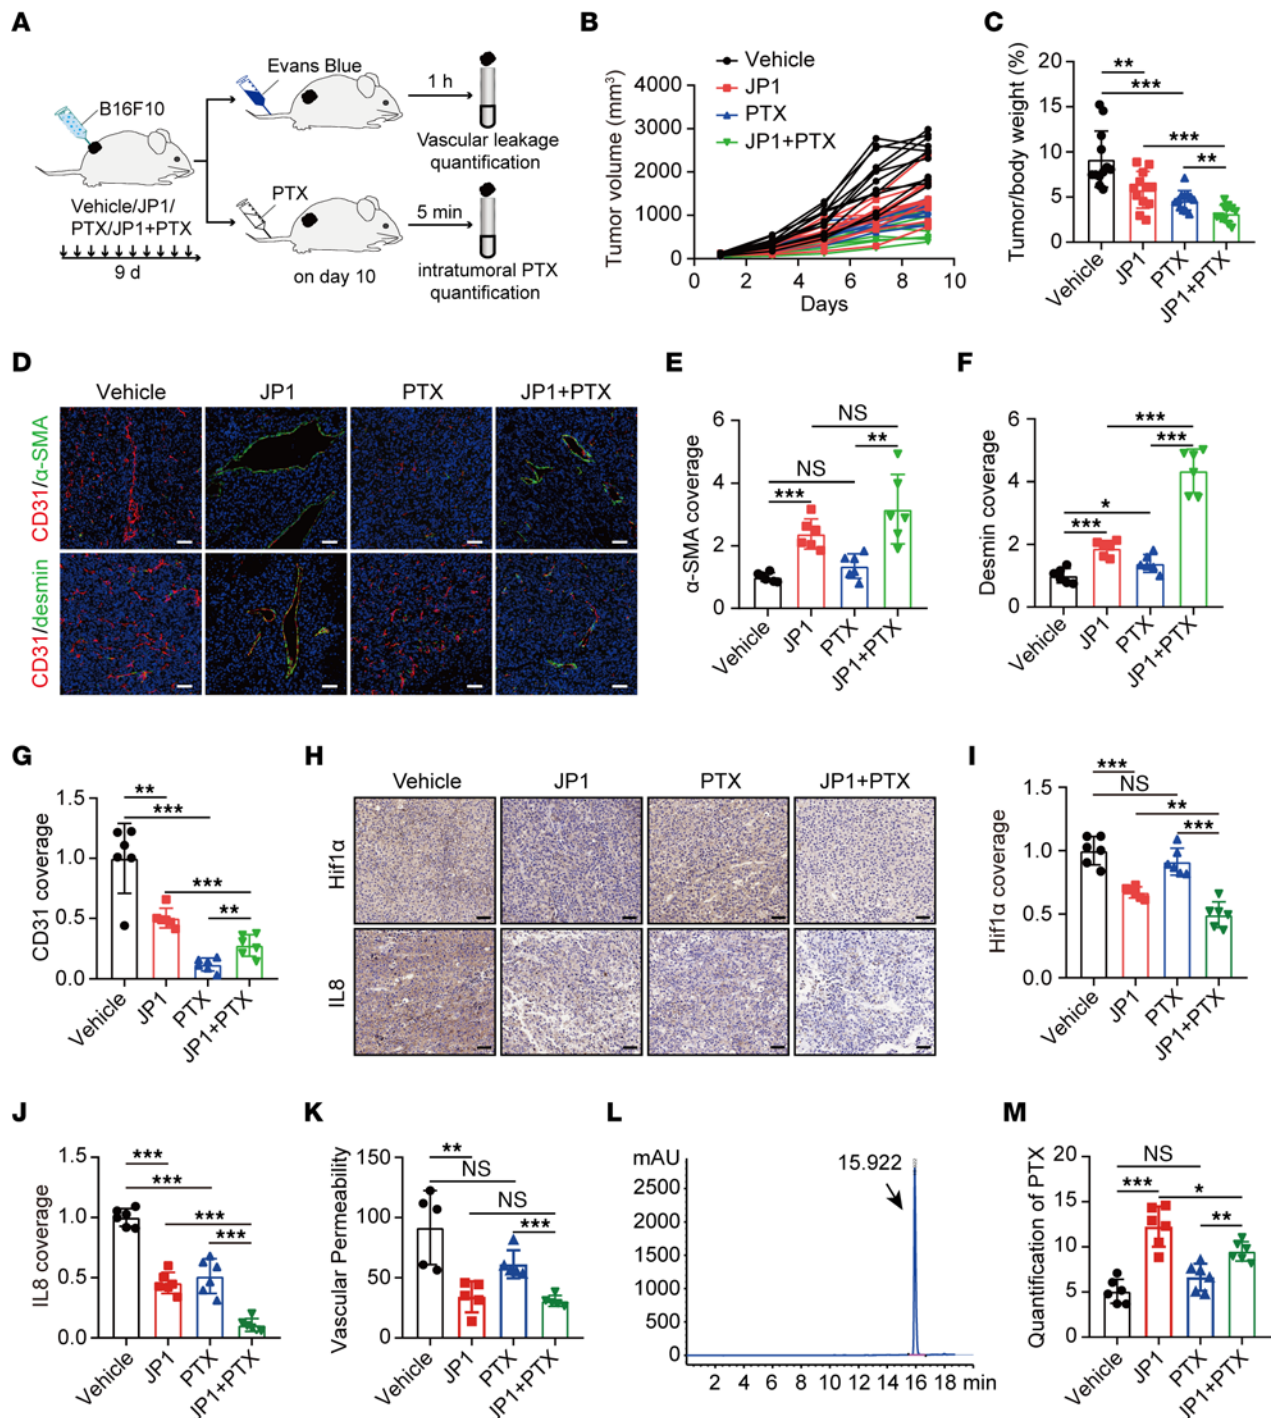 A
B16F10
Evans Blue
1 h
Vascular leakage
quantification
Vehicle/JP1/
PTX/JP1+PTX
9 d
PTX
5 min
on day 10
intratumoral PTX
quantification
B
Tumor volume (mm³)
4000
3000
2000
1000
0
0 2 4 6 8 10
Days
Vehicle
JP1
PTX
JP1+PTX
C
Tumor/body weight (%)
20
15
10
5
0
** *** *** **
Vehicle JP1 PTX JP1+PTX
D
Vehicle JP1 PTX JP1+PTX
CD31/α-SMA
CD31/desmin
E
α-SMA coverage
6
4
2
0
NS ** NS ***
Vehicle JP1 PTX JP1+PTX
F
Desmin coverage
6
4
2
0
*** *** * ***
Vehicle JP1 PTX JP1+PTX
G
CD31 coverage
1.5
1.0
0.5
0.0
** *** *** **
Vehicle JP1 PTX JP1+PTX
H
Vehicle JP1 PTX JP1+PTX
Hif1α
IL8
I
Hif1α coverage
1.5
1.0
0.5
0.0
*** NS ** ***
Vehicle JP1 PTX JP1+PTX
J
IL8 coverage
1.5
1.0
0.5
0.0
*** *** *** ***
Vehicle JP1 PTX JP1+PTX
K
Vascular Permeability
150
100
50
0
** NS NS ***
Vehicle JP1 PTX JP1+PTX
L
mAU
2500
2000
1500
1000
500
0
15.922
2 4 6 8 10 12 14 16 18 min
M
Quantification of PTX
20
15
10
5
0
NS *** * **
Vehicle JP1 PTX JP1+PTX